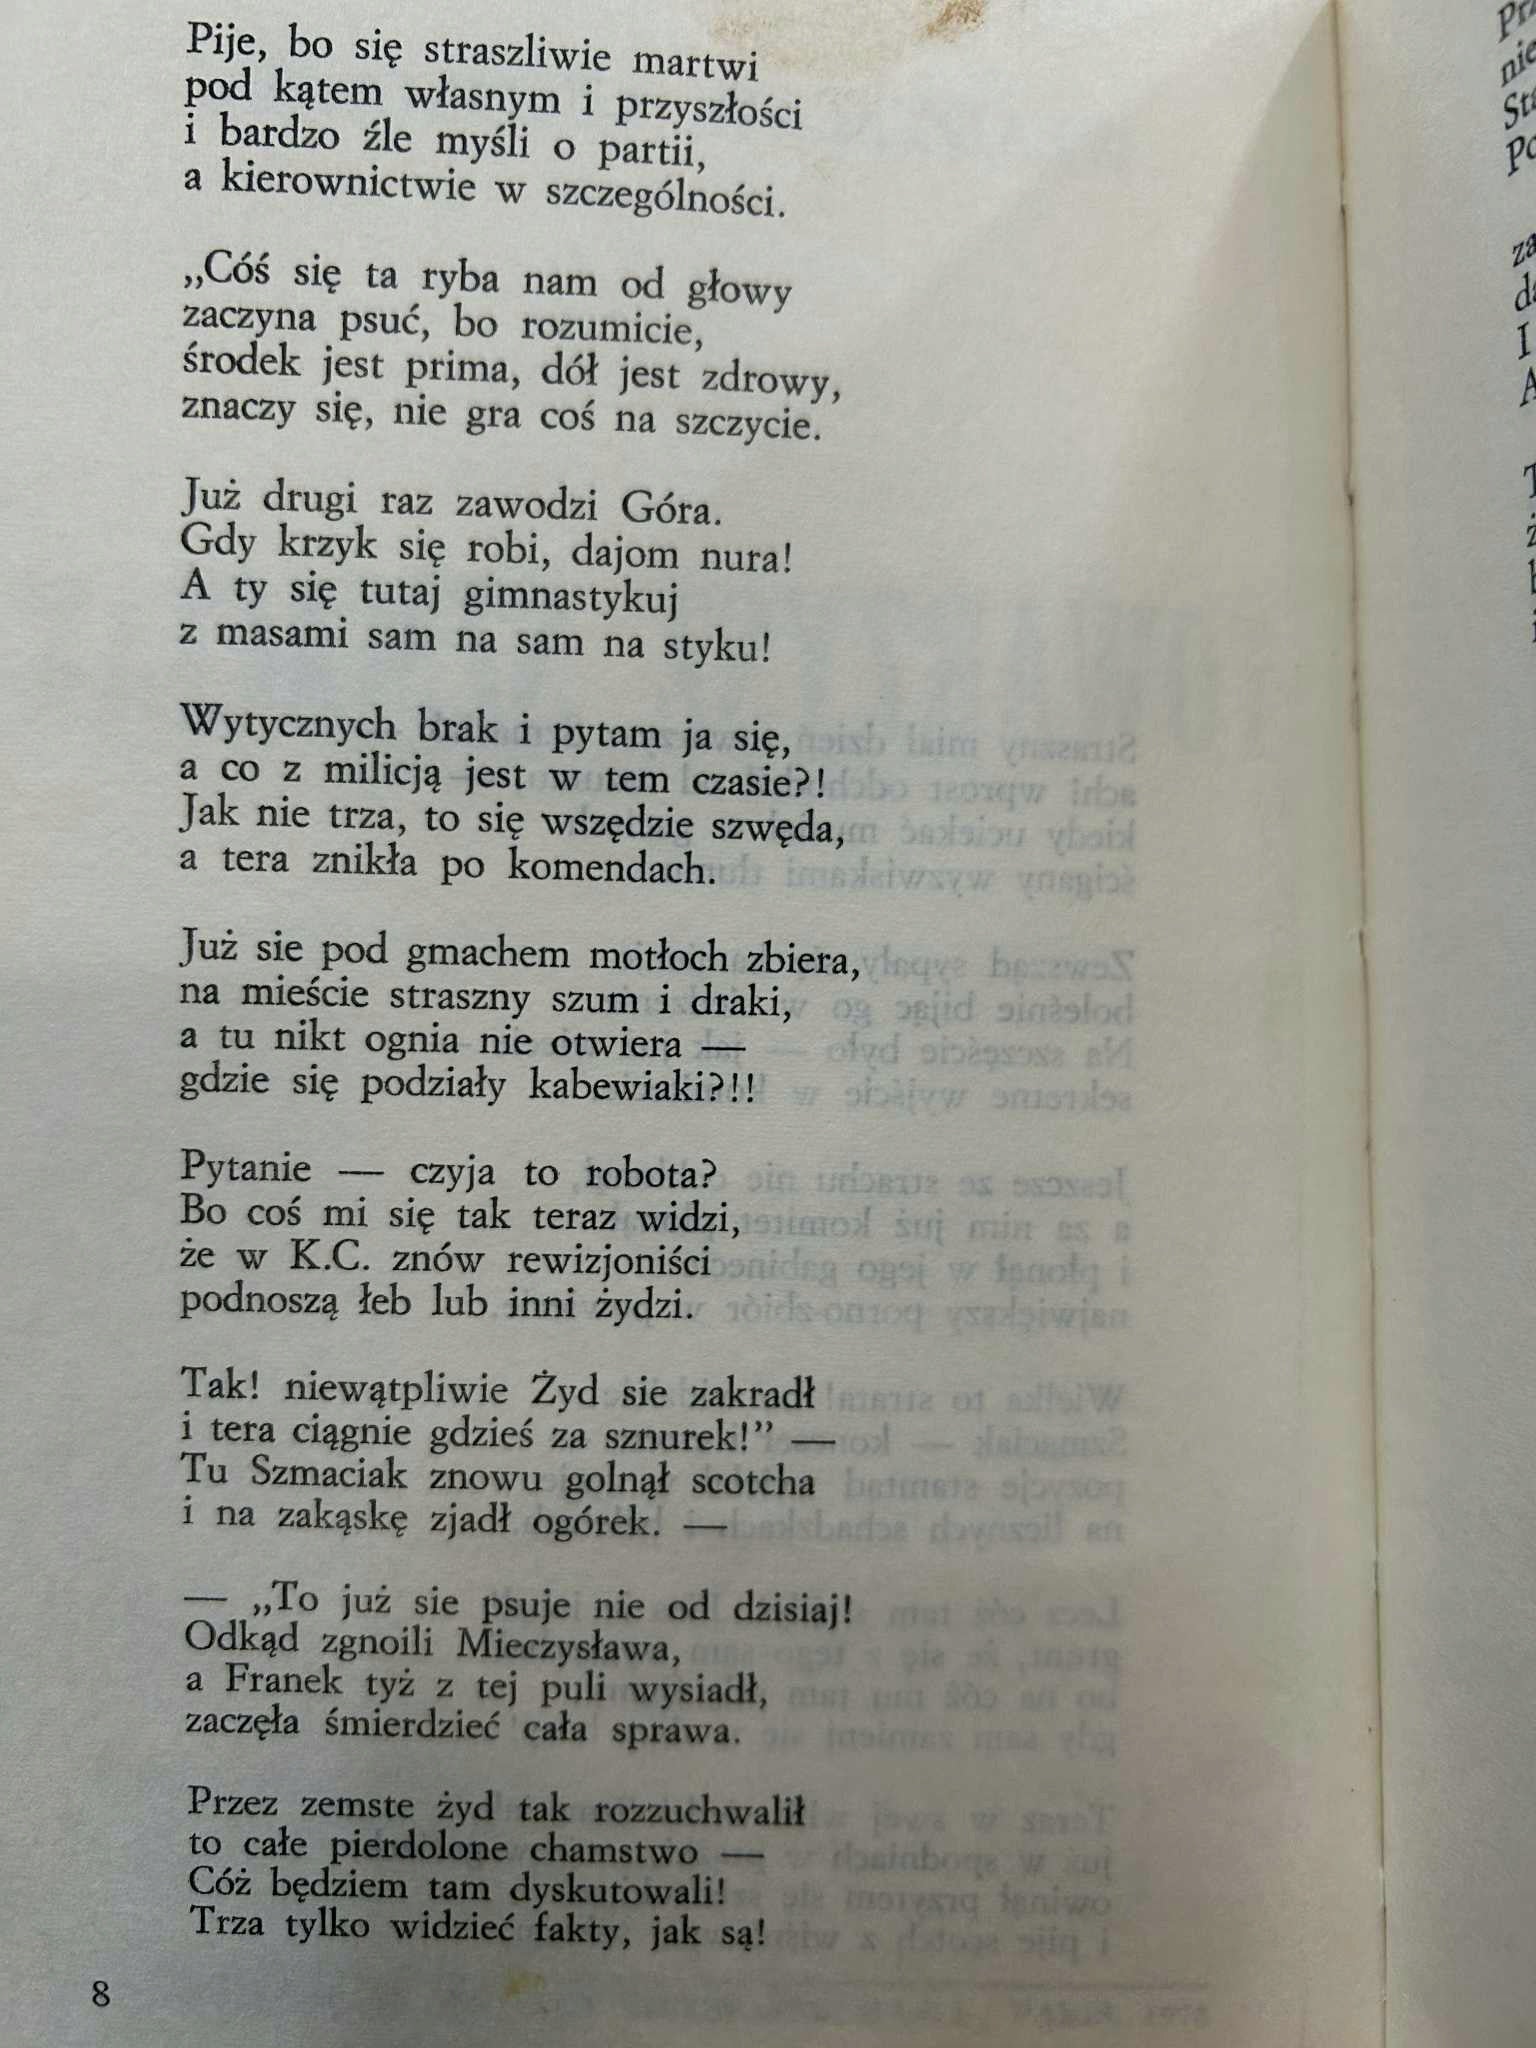 Pije, bo się straszliwie martwi
pod kątem własnym i przyszłości
i bardzo źle myśli o partii,
a kierownictwie w szczególności.
„Cóś się ta ryba nam od głowy
zaczyna psuć, bo rozumicie,
środek jest prima, dół jest zdrowy,
znaczy się, nie gra coś na szczycie.
Już drugi raz zawodzi Góra.
Gdy krzyk się robi, dajom nura!
A ty się tutaj gimnastykuj
z masami sam na sam na styku!
Wytycznych brak i pytam ja się,
a co z milicją jest w tem czasie?!
Jak nie trza, to się wszędzie szwęda,
a tera znikła po komendach.
Już sie pod gmachem motłoch zbiera,
na mieście straszny szum i draki,
a tu nikt ognia nie otwiera —
gdzie się podziały kabewiaki?!!
Pytanie — czyja to robota?
Bo coś mi się tak teraz widzi,
że w K.C. znów rewizjoniści
podnoszą łeb lub inni żydzi.
Tak! niewątpliwie Żyd sie zakradł
i tera ciągnie gdzieś za sznurek!” —
Tu Szmaciak znowu golnął scotcha
i na zakąskę zjadł ogórek. —
— „To już sie psuje nie od dzisiaj!
Odkąd zgnoili Mieczysława,
a Franek tyż z tej puli wysiadł,
zaczęła śmierdzieć cała sprawa.
Przez zemste żyd tak rozzuchwalił
to całe pierdolone chamstwo —
Cóż będziem tam dyskutowali!
Trza tylko widzieć fakty, jak są!
8